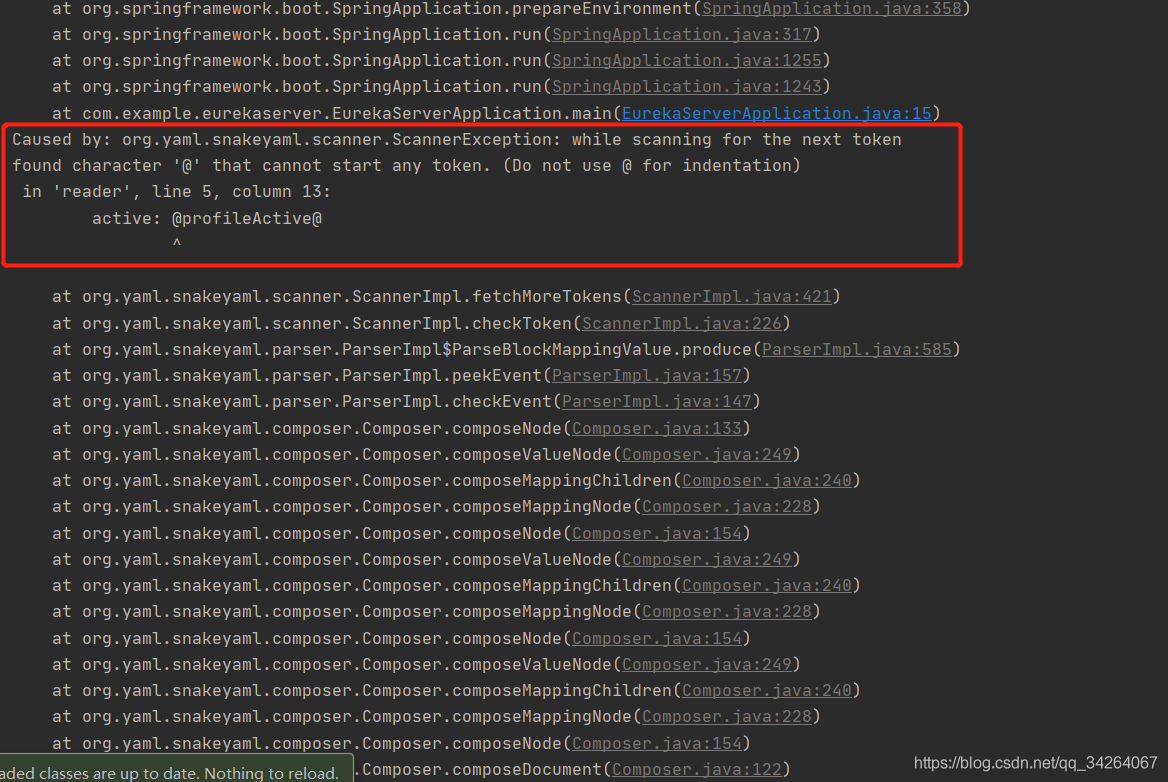 at org.springframework.boot.SpringApplication.prepareEnvironment(SpringApplication.java:358)
at org.springframework.boot.SpringApplication.run(SpringApplication.java:317)
at org.springframework.boot.SpringApplication.run(SpringApplication.java:1255)
at org.springframework.boot.SpringApplication.run(SpringApplication.java:1243)
at com.example.eurekaserver.EurekaServerApplication.main(EurekaServerApplication.java:15)
Caused by: org.yaml.snakeyaml.scanner.ScannerException: while scanning for the next token
found character '@' that cannot start any token. (Do not use @ for indentation)
in 'reader', line 5, column 13:
active: @profileActive@
^
at org.yaml.snakeyaml.scanner.ScannerImpl.fetchMoreTokens(ScannerImpl.java:421)
at org.yaml.snakeyaml.scanner.ScannerImpl.checkToken(ScannerImpl.java:226)
at org.yaml.snakeyaml.parser.ParserImpl$ParseBlockMappingValue.produce(ParserImpl.java:585)
at org.yaml.snakeyaml.parser.ParserImpl.peekEvent(ParserImpl.java:157)
at org.yaml.snakeyaml.parser.ParserImpl.checkEvent(ParserImpl.java:147)
at org.yaml.snakeyaml.composer.Composer.composeNode(Composer.java:133)
at org.yaml.snakeyaml.composer.Composer.composeValueNode(Composer.java:249)
at org.yaml.snakeyaml.composer.Composer.composeMappingChildren(Composer.java:240)
at org.yaml.snakeyaml.composer.Composer.composeMappingNode(Composer.java:228)
at org.yaml.snakeyaml.composer.Composer.composeNode(Composer.java:154)
at org.yaml.snakeyaml.composer.Composer.composeValueNode(Composer.java:249)
at org.yaml.snakeyaml.composer.Composer.composeMappingChildren(Composer.java:240)
at org.yaml.snakeyaml.composer.Composer.composeMappingNode(Composer.java:228)
at org.yaml.snakeyaml.composer.Composer.composeNode(Composer.java:154)
at org.yaml.snakeyaml.composer.Composer.composeValueNode(Composer.java:249)
at org.yaml.snakeyaml.composer.Composer.composeMappingChildren(Composer.java:240)
at org.yaml.snakeyaml.composer.Composer.composeMappingNode(Composer.java:228)
at org.yaml.snakeyaml.composer.Composer.composeNode(Composer.java:154)
aded classes are up to date. Nothing to reload.
.Composer.composeDocument(Composer.java:122)
https://blog.csdn.net/qq_34264067